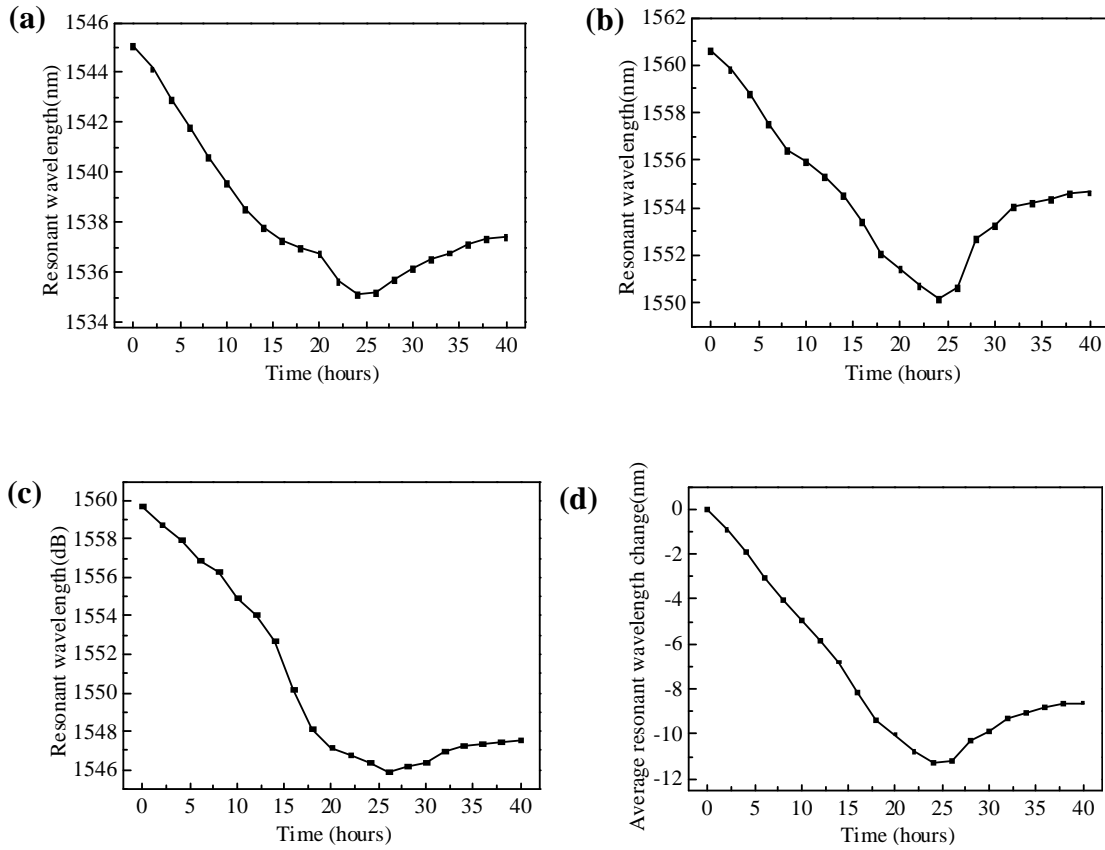 (a)
1546
1544
1542
1540
1538
1536
1534
Resonant wavelength(nm)
0 5 10 15 20 25 30 35 40
Time (hours)
(b)
1562
1560
1558
1556
1554
1552
1550
Resonant wavelength(nm)
0 5 10 15 20 25 30 35 40
Time (hours)
(c)
1560
1558
1556
1554
1552
1550
1548
1546
Resonant wavelength(dB)
0 5 10 15 20 25 30 35 40
Time (hours)
(d)
0
-2
-4
-6
-8
-10
-12
Average resonant wavelength change(nm)
0 5 10 15 20 25 30 35 40
Time (hours)